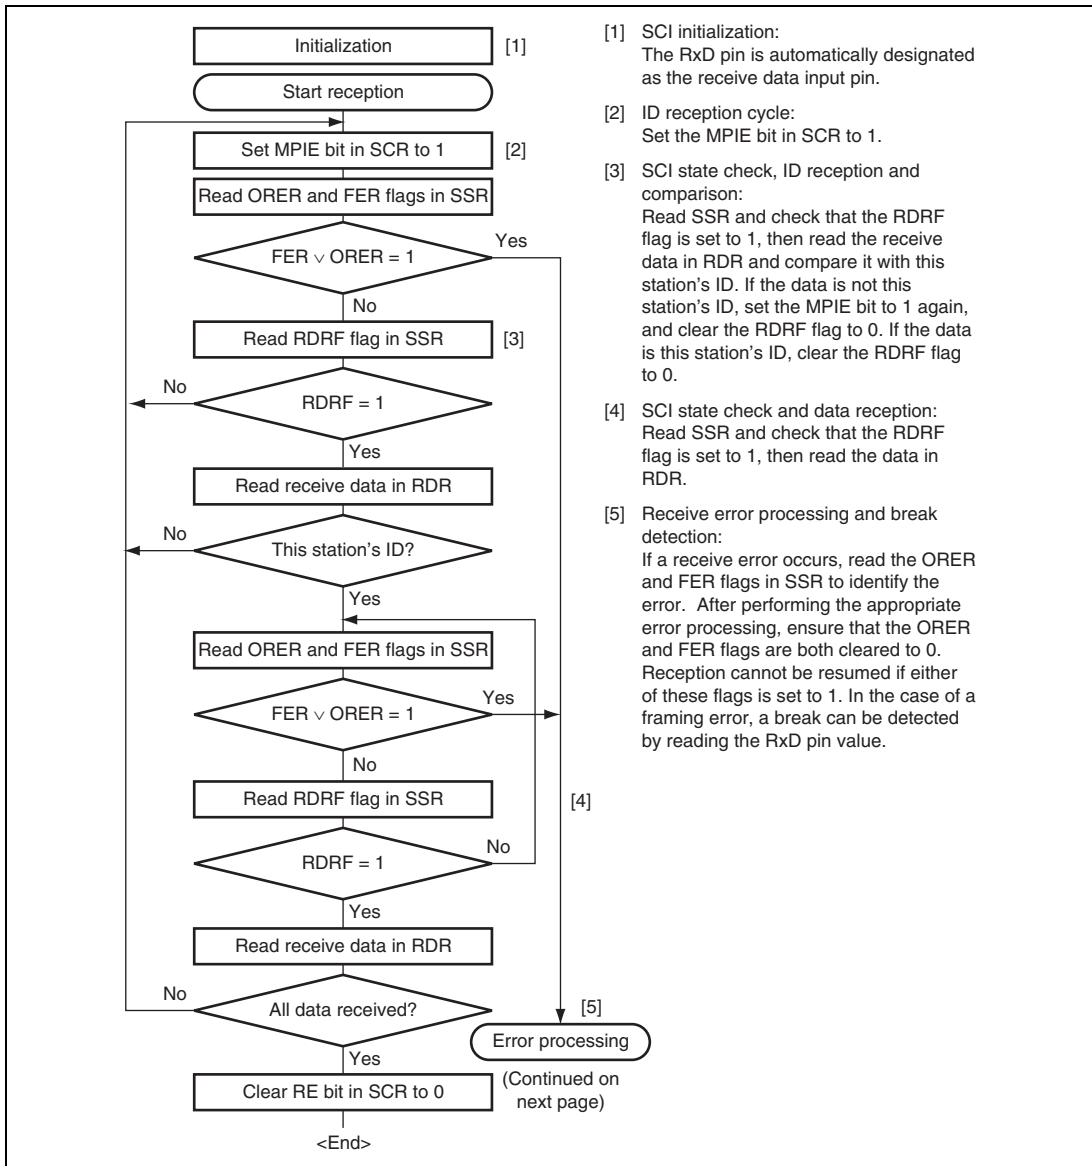 Initialization [1]
Start reception
Set MPIE bit in SCR to 1 [2]
Read ORER and FER flags in SSR
FER ∨ ORER = 1
Yes
No
Read RDRF flag in SSR [3]
No
RDRF = 1
Yes
Read receive data in RDR
No
This station's ID?
Yes
Read ORER and FER flags in SSR
FER ∨ ORER = 1
Yes
No
Read RDRF flag in SSR
[4]
RDRF = 1
No
Yes
Read receive data in RDR
No
All data received?
Yes
[5]
Error processing
(Continued on
next page)
Clear RE bit in SCR to 0
<End>
[1] SCI initialization:
The RxD pin is automatically designated
as the receive data input pin.
[2] ID reception cycle:
Set the MPIE bit in SCR to 1.
[3] SCI state check, ID reception and
comparison:
Read SSR and check that the RDRF
flag is set to 1, then read the receive
data in RDR and compare it with this
station's ID. If the data is not this
station's ID, set the MPIE bit to 1 again,
and clear the RDRF flag to 0. If the data
is this station's ID, clear the RDRF flag
to 0.
[4] SCI state check and data reception:
Read SSR and check that the RDRF
flag is set to 1, then read the data in
RDR.
[5] Receive error processing and break
detection:
If a receive error occurs, read the ORER
and FER flags in SSR to identify the
error. After performing the appropriate
error processing, ensure that the ORER
and FER flags are both cleared to 0.
Reception cannot be resumed if either
of these flags is set to 1. In the case of a
framing error, a break can be detected
by reading the RxD pin value.